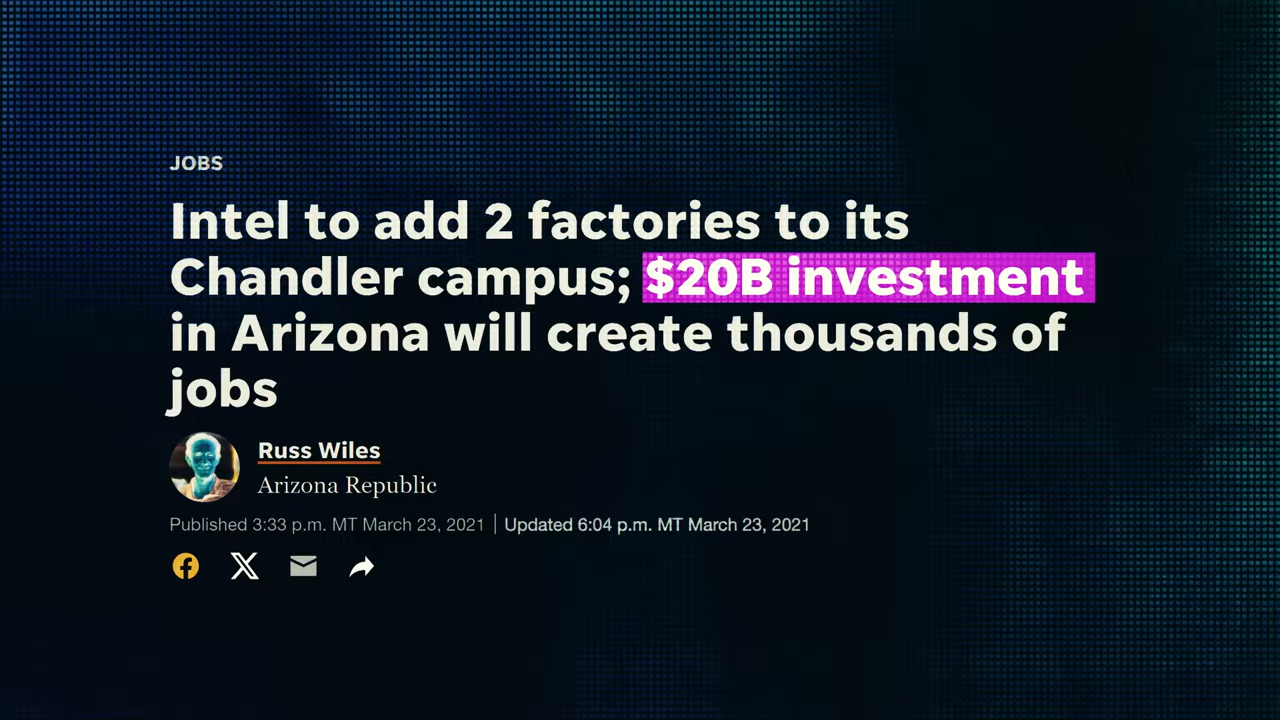 JOBS
Intel to add 2 factories to its
Chandler campus; $20B investment
in Arizona will create thousands of
jobs
Russ Wiles
Arizona Republic
Published 3:33 p.m. MT March 23, 2021 | Updated 6:04 p.m. MT March 23, 2021